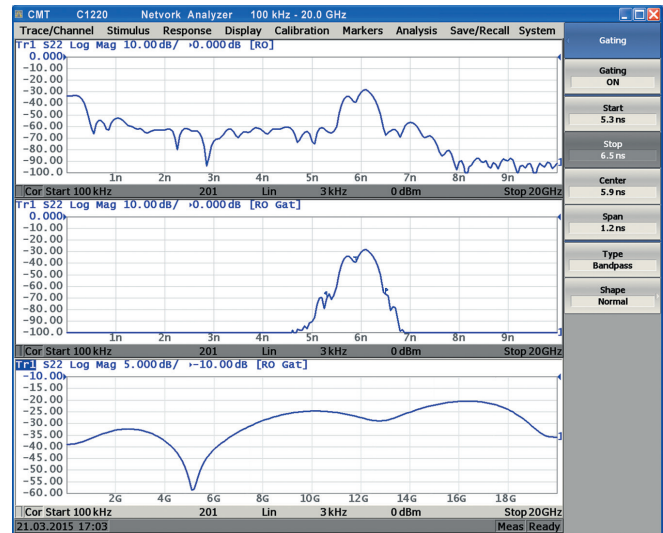 CMT C1220 Network Analyzer 100 kHz - 20.0 GHz
Trace/Channel Stimulus Response Display Calibration Markers Analysis Save/Recall System
Tr1 S22 Log Mag 10.00dB/ 0.000dB [RO]
0.000
-10.00
-20.00
-30.00
-40.00
-50.00
-60.00
-70.00
-80.00
-90.00
-100.0
1n 2n 3n 4n 5n 6n 7n 8n 9n
1
Cor Start 100 kHz 201 Lin 3 kHz 0 dBm Stop 20GHz
Tr1 S22 Log Mag 10.00dB/ 0.000dB [RO Gat]
0.000
-10.00
-20.00
-30.00
-40.00
-50.00
-60.00
-70.00
-80.00
-90.00
-100.0
1n 2n 3n 4n 5n 6n 7n 8n 9n
1
Cor Start 100 kHz 201 Lin 3 kHz 0 dBm Stop 20GHz
Tr1 S22 Log Mag 5.000dB/ -10.00dB [RO Gat]
-10.00
-15.00
-20.00
-25.00
-30.00
-35.00
-40.00
-45.00
-50.00
-55.00
-60.00
2G 4G 6G 8G 10G 12G 14G 16G 18G
1
Cor Start 100 kHz 201 Lin 3 kHz 0 dBm Stop 20GHz
21.03.2015 17:03 Meas Ready
Gating
Gating
ON
Start
5.3 ns
Stop
6.5 ns
Center
5.9 ns
Span
1.2 ns
Type
Bandpass
Shape
Normal